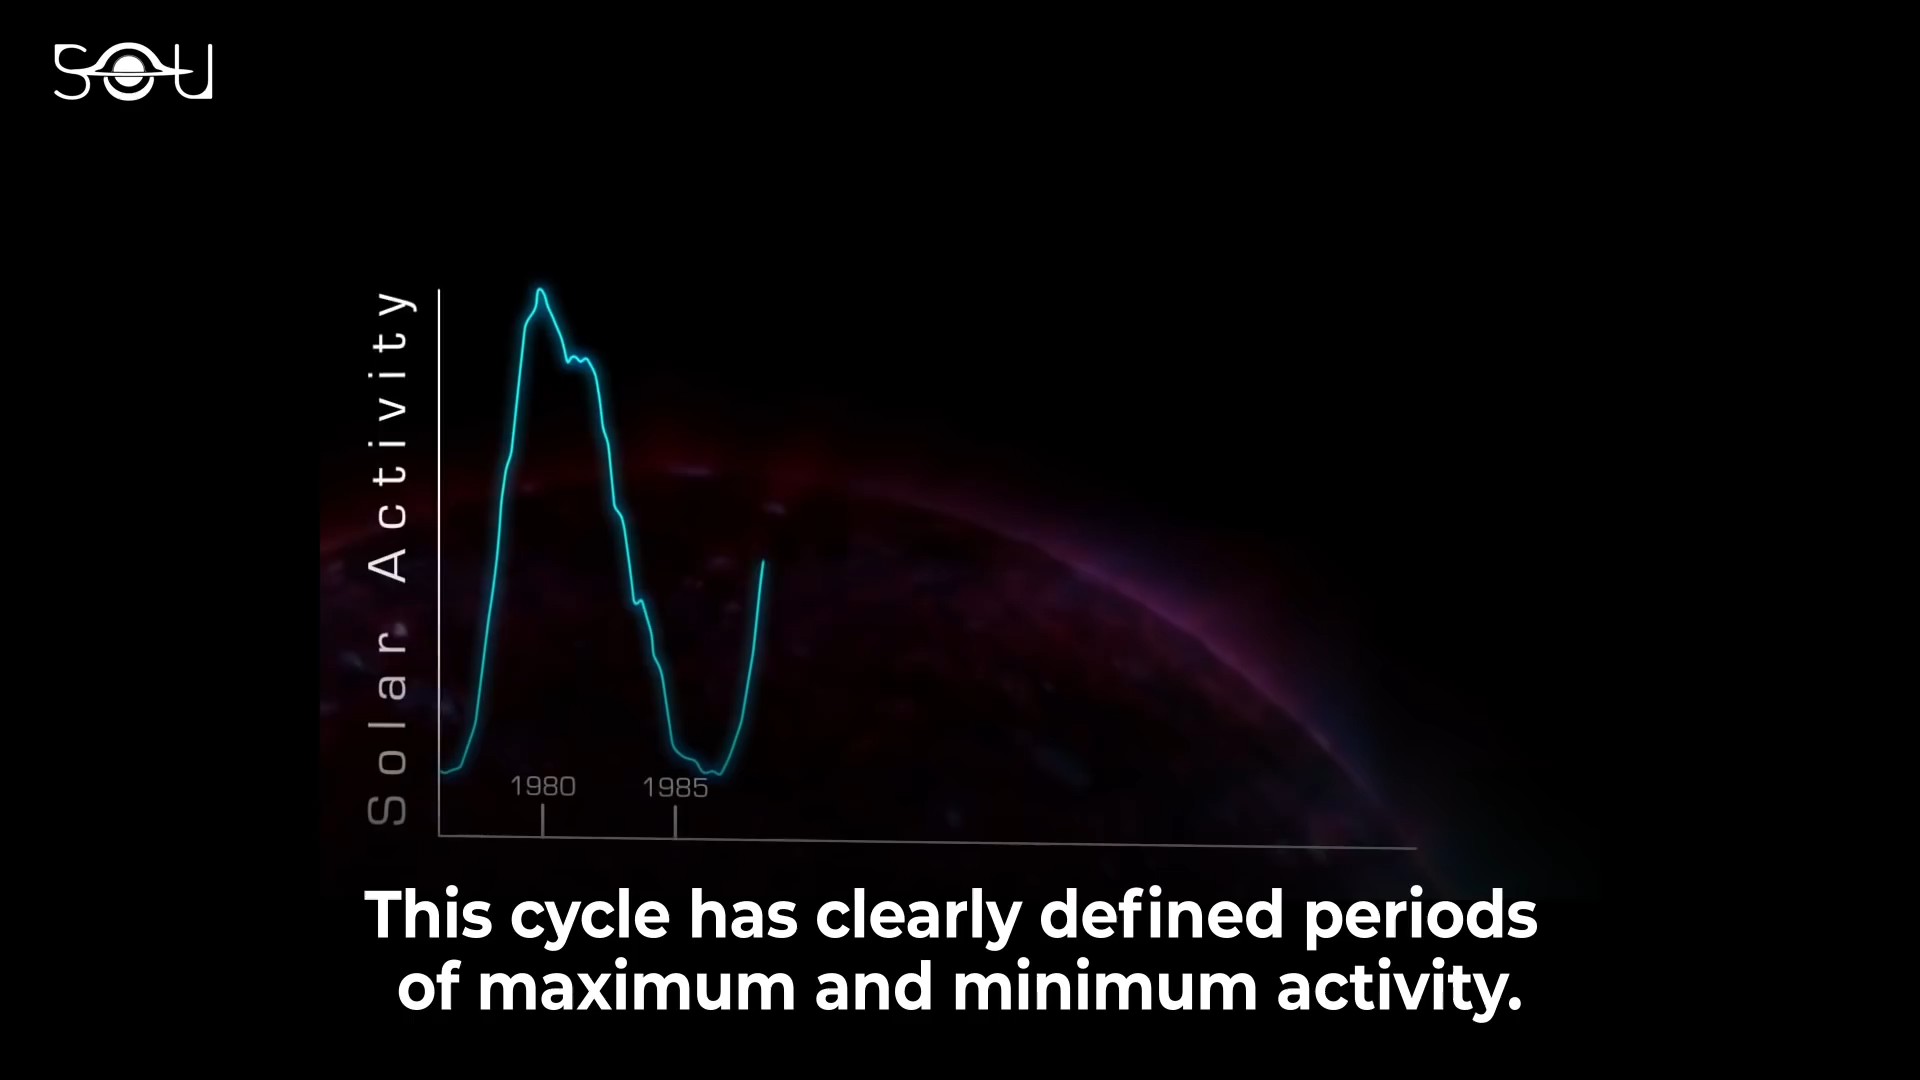 SOU
Solar Activity
1980
1985
This cycle has clearly defined periods
of maximum and minimum activity.